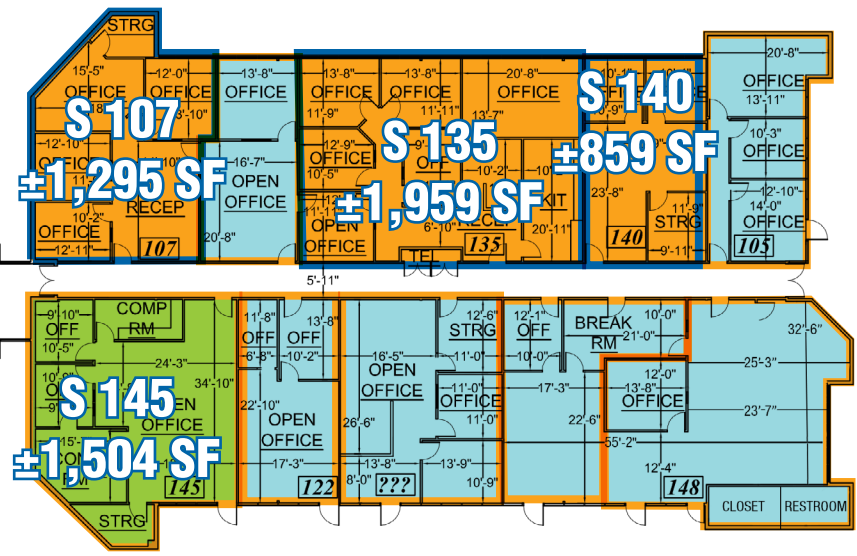 STRG
15'-5"
12'-0"
OFFICE
OFFICE
S 107
±1,295 SF
12'-10"
OFFICE
10'-2"
OFFICE
12'-11"
RECEP
107
13'-8"
OFFICE
16'-7"
OPEN
OFFICE
20'-8"
13'-8"
13'-8"
20'-8"
OFFICE
OFFICE
OFFICE
11'-9"
11'-11"
13'-7"
S 135
±1,959 SF
12'-9"
OFFICE
10'-5"
OPEN
OFFICE
10'-2"
6'-10"
135
KIT
20'-11"
TEL
S 140
±859 SF
23'-8"
140
11'-9"
STRG
9'-11"
20'-8"
OFFICE
13'-11"
10'-3"
OFFICE
12'-10"
14'-0"
OFFICE
105
5'-11"
9'-10"
OFF
10'-5"
COMP
RM
24'-3"
34'-10"
S 145
±1,504 SF
OFFICE
145
STRG
11'-8"
OFF
6'-8"
13'-8"
OFF
10'-2"
22'-10"
OPEN
OFFICE
17'-3"
122
16'-5"
OPEN
OFFICE
26'-6"
13'-8"
8'-0"
???
12'-6"
STRG
11'-0"
11'-0"
OFFICE
11'-0"
13'-9"
10'-9"
12'-1"
OFF
10'-0"
BREAK
RM
10'-0"
21'-0"
17'-3"
22'-6"
32'-6"
25'-3"
12'-0"
13'-8"
OFFICE
23'-7"
55'-2"
12'-4"
148
CLOSET
RESTROOM